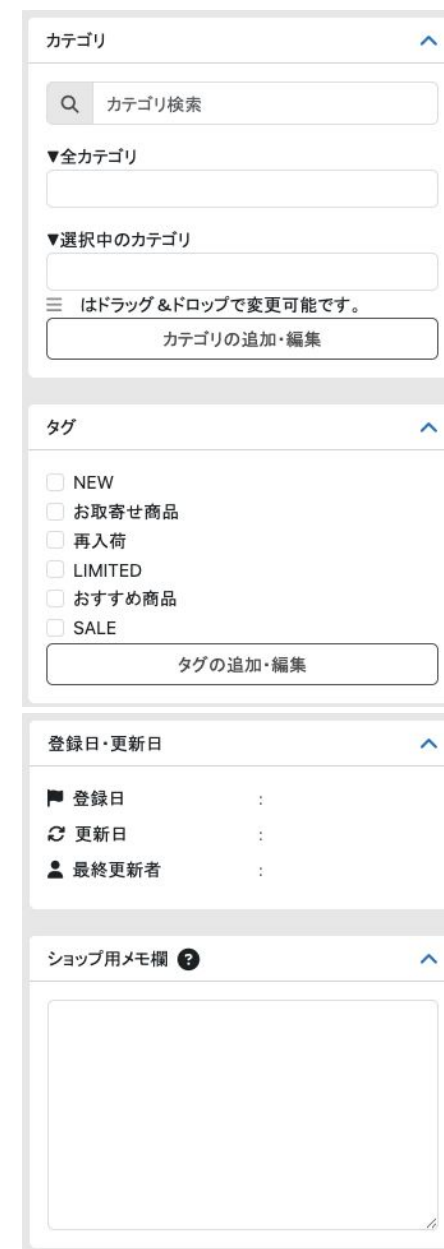 カテゴリ
カテゴリ検索
▼全カテゴリ
▼選択中のカテゴリ
☰ はドラッグ&ドロップで変更可能です。
カテゴリの追加・編集
タグ
NEW
お取寄せ商品
再入荷
LIMITED
おすすめ商品
SALE
タグの追加・編集
登録日・更新日
登録日 :
更新日 :
最終更新者 :
ショップ用メモ欄 ?